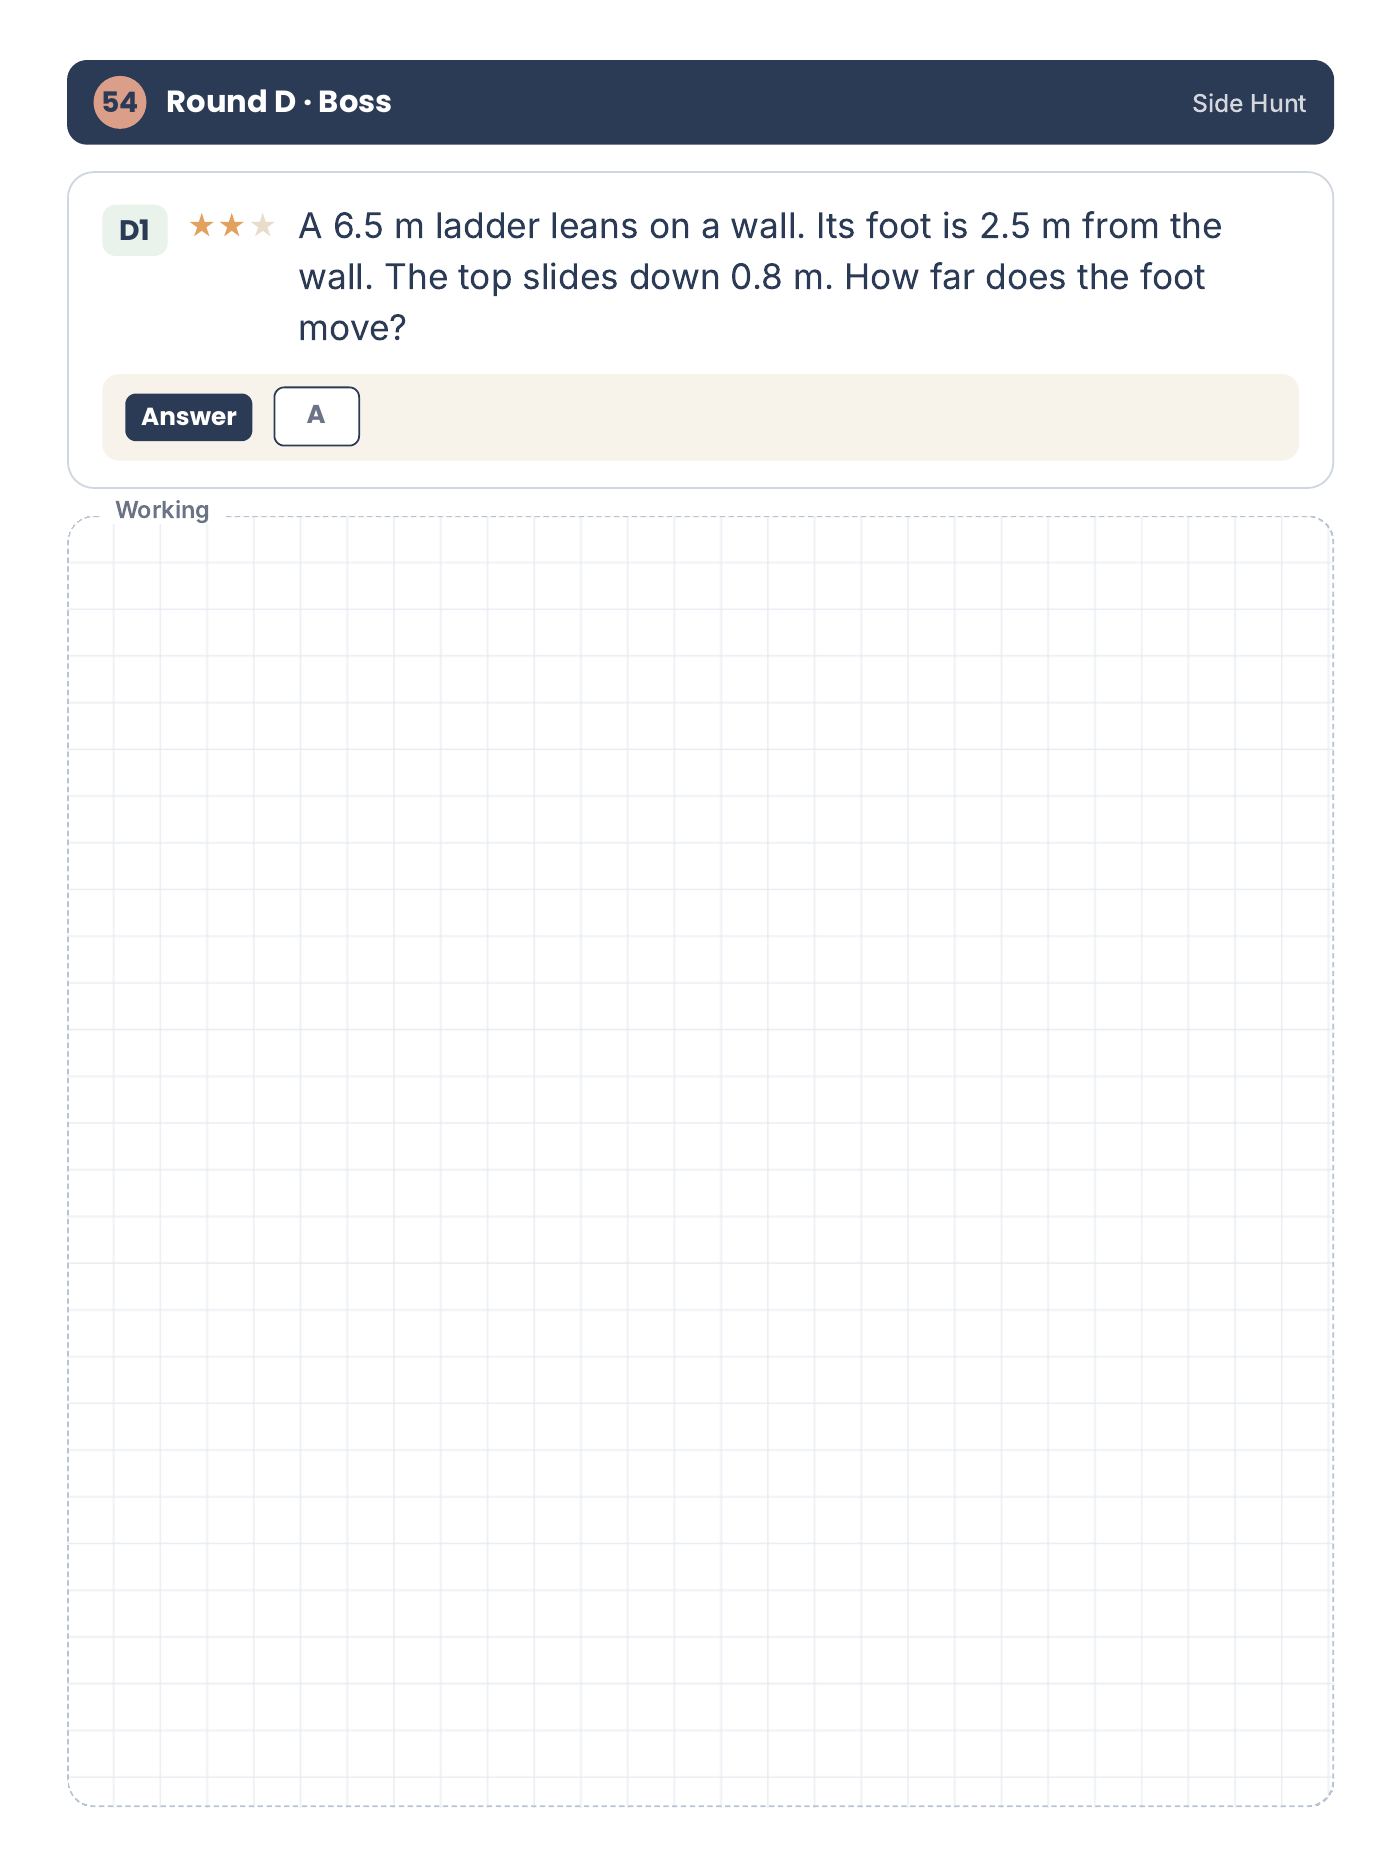 54 Round D · Boss Side Hunt
D1 ★★★ A 6.5 m ladder leans on a wall. Its foot is 2.5 m from the
wall. The top slides down 0.8 m. How far does the foot
move?
Answer A
Working